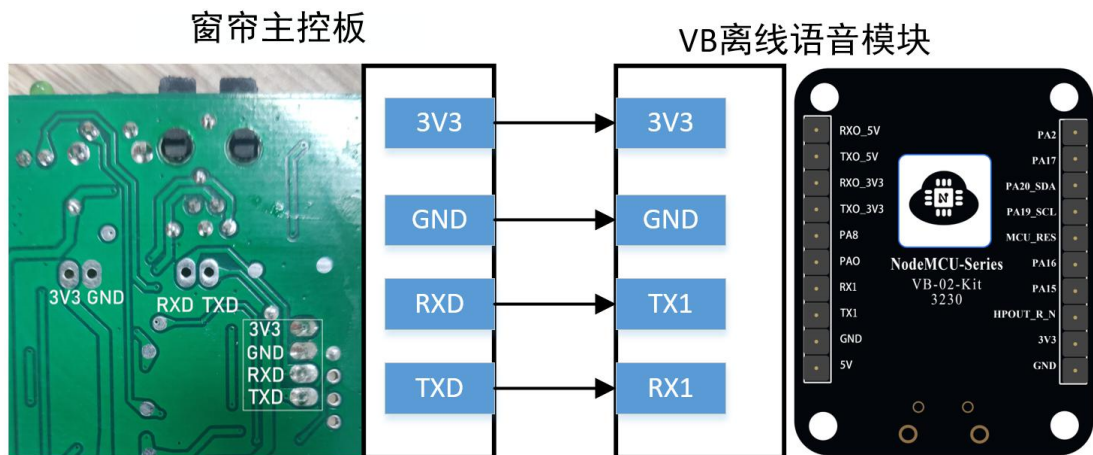 窗帘主控板
VB离线语音模块
3V3 GND
RXD TXD
3V3
GND
RXD
TXD
3V3
GND
RXD
TXD
3V3
GND
TX1
RX1
RXO_5V
TXO_5V
RXO_3V3
TXO_3V3
PA8
PAO
RX1
TX1
GND
5V
N
NodeMCU-Series
VB-02-Kit
3230
PA2
PA17
PA20_SDA
PA19_SCL
MCU_RES
PA16
PA15
HPOUT_R_N
3V3
GND